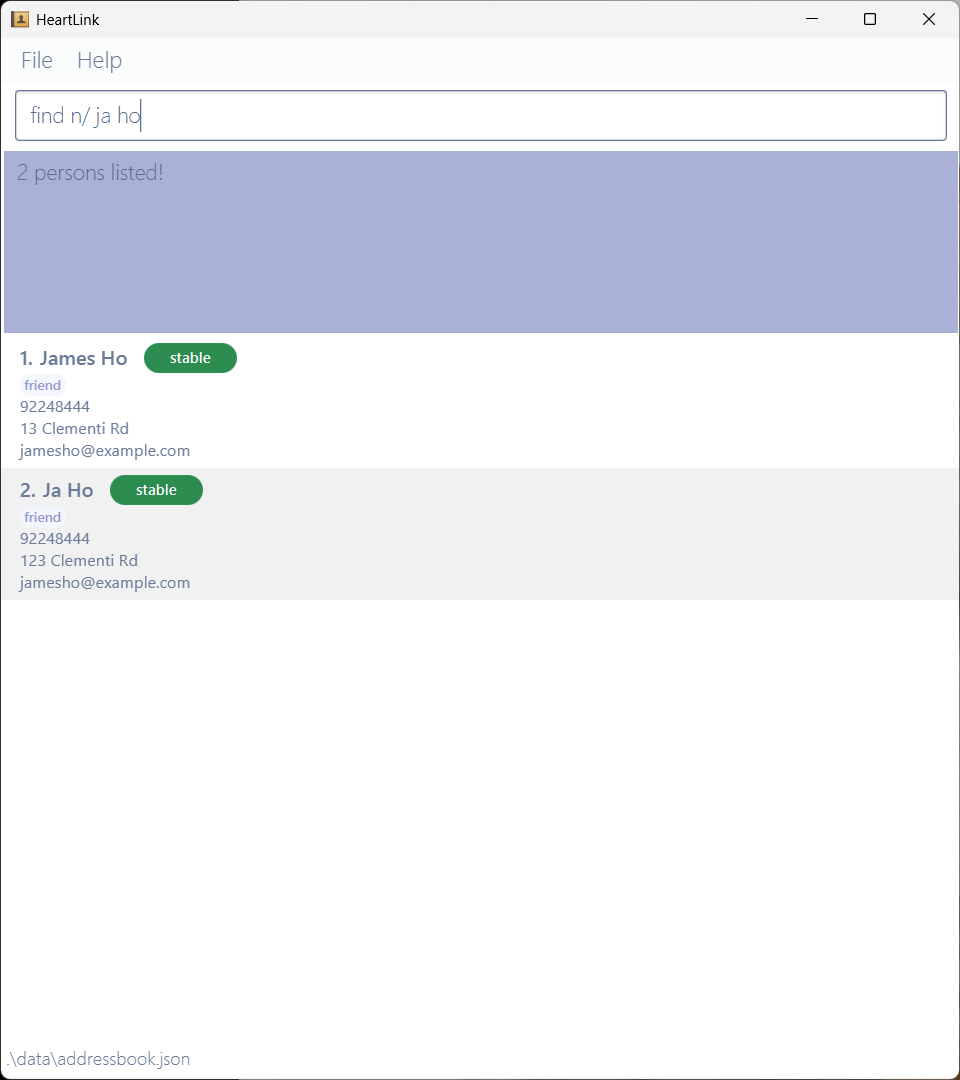 HeartLink
File Help
find n/ ja ho
2 persons listed!
1. James Ho stable
friend
92248444
13 Clementi Rd
jamesho@example.com
2. Ja Ho stable
friend
92248444
123 Clementi Rd
jamesho@example.com
.\data\addressbook.json